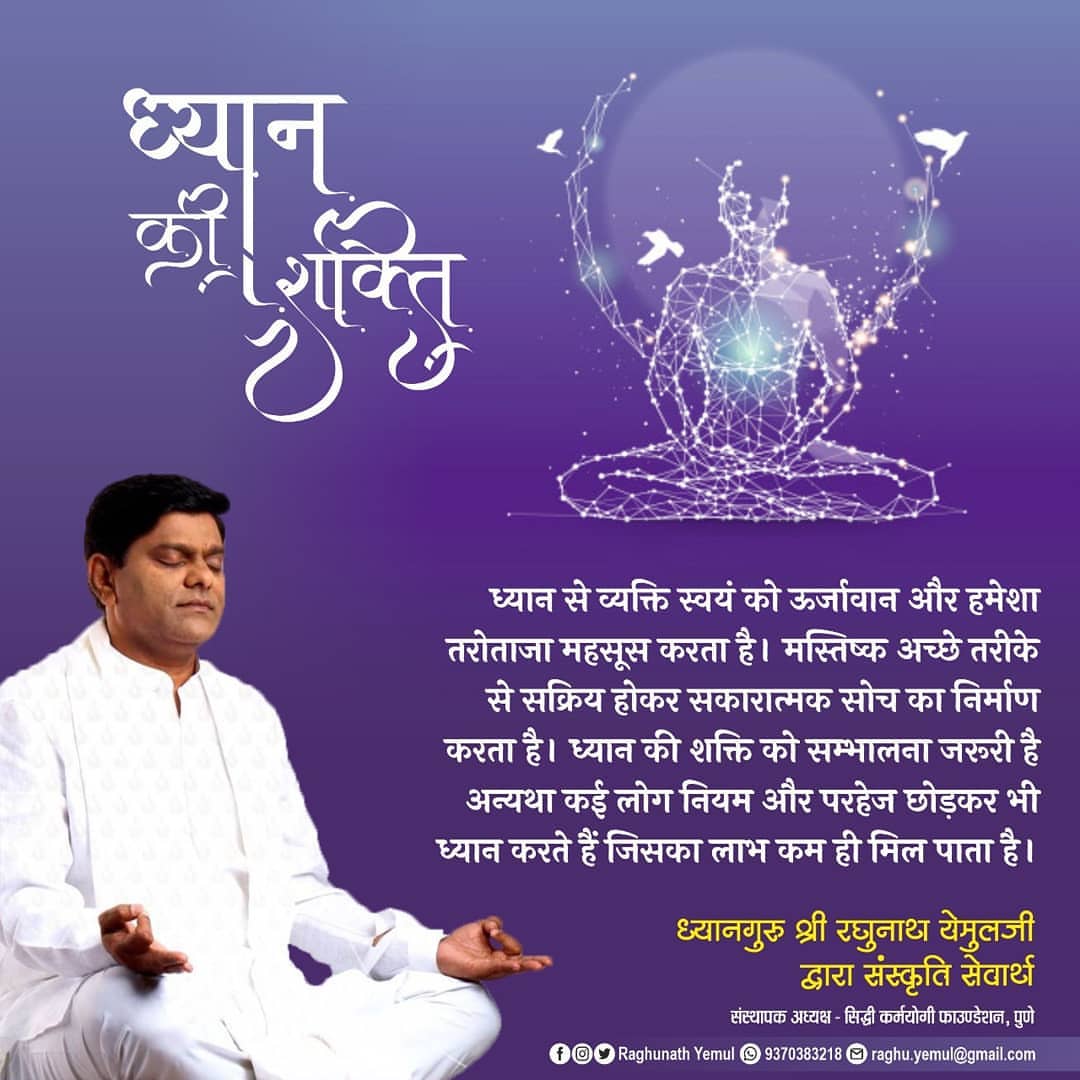 ध्यान
की शक्ति
ध्यान से व्यक्ति स्वयं को ऊर्जावान और हमेशा
तरोताजा महसूस करता है। मस्तिष्क अच्छे तरीके
से सक्रिय होकर सकारात्मक सोच का निर्माण
करता है। ध्यान की शक्ति को सम्भालना जरूरी है
अन्यथा कई लोग नियम और परहेज छोड़कर भी
ध्यान करते हैं जिसका लाभ कम ही मिल पाता है।
ध्यानगुरु श्री रघुनाथ येमुलजी
द्वारा संस्कृति सेवार्थ
संस्थापक अध्यक्ष - सिद्धी कर्मयोगी फाउण्डेशन, पुणे
Raghunath Yemul 9370383218 raghu.yemul@gmail.com